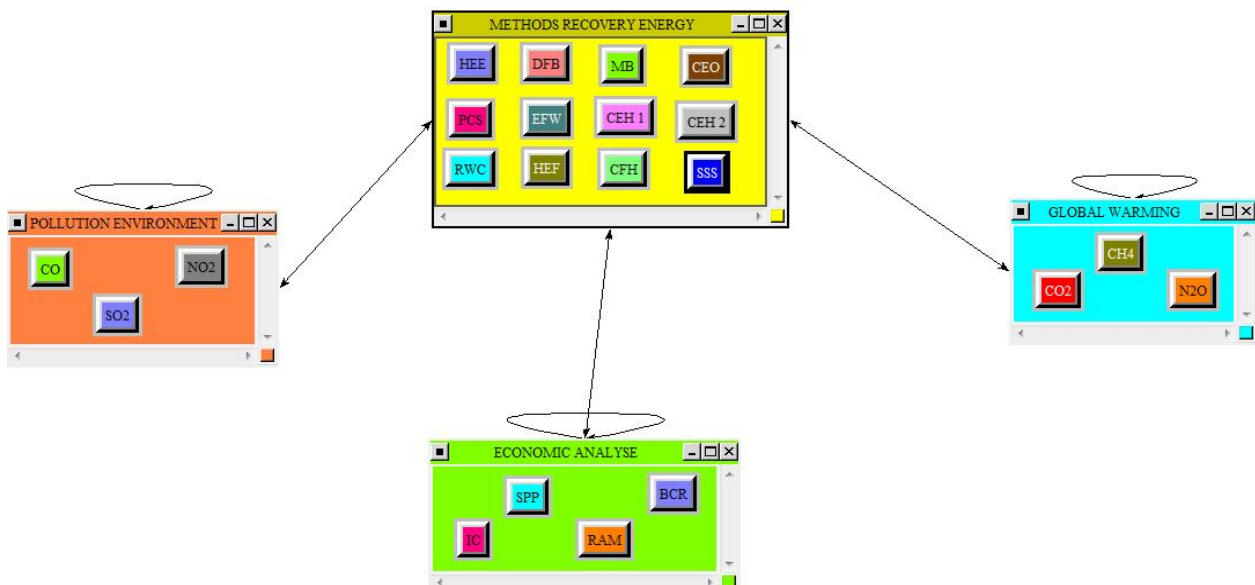 METHODS RECOVERY ENERGY
HEE DFB MB CEO
PCS EFW CEH 1 CEH 2
RWC HEF CFH SSS
POLLUTION ENVIRONMENT
CO NO2
SO2
GLOBAL WARMING
CH4
CO2 N2O
ECONOMIC ANALYSE
SPP BCR
IC RAM